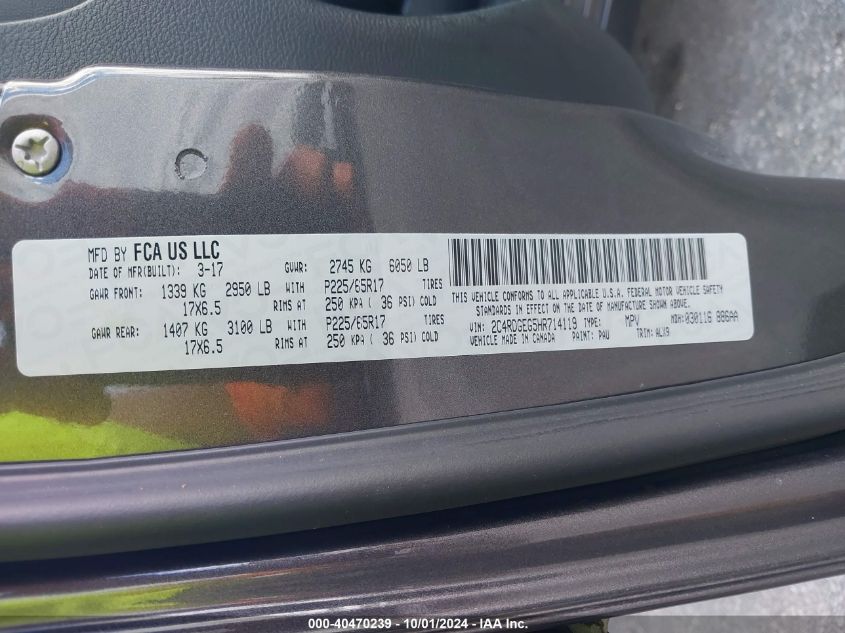 MFD BY FCA US LLC
DATE OF MFR(BUILT): 3-17 GVWR: 2745 KG 6050 LB
GAWR FRONT: 1339 KG 2950 LB WITH P225/65R17 TIRES
17X6.5 RIMS AT 250 KPA ( 36 PSI) COLD
GAWR REAR: 1407 KG 3100 LB WITH P225/65R17 TIRES
17X6.5 RIMS AT 250 KPA ( 36 PSI) COLD
THIS VEHICLE CONFORMS TO ALL APPLICABLE U.S.A. FEDERAL MOTOR VEHICLE SAFETY
STANDARDS IN EFFECT ON THE DATE OF MANUFACTURE SHOWN ABOVE.
VIN: 2C4RDGEG5HR714119 TYPE: MPV MDH:030116 886AA
VEHICLE MADE IN CANADA PAINT: PAU TRIM: ALX9
000-40470239 - 10/01/2024 - IAA, Inc.